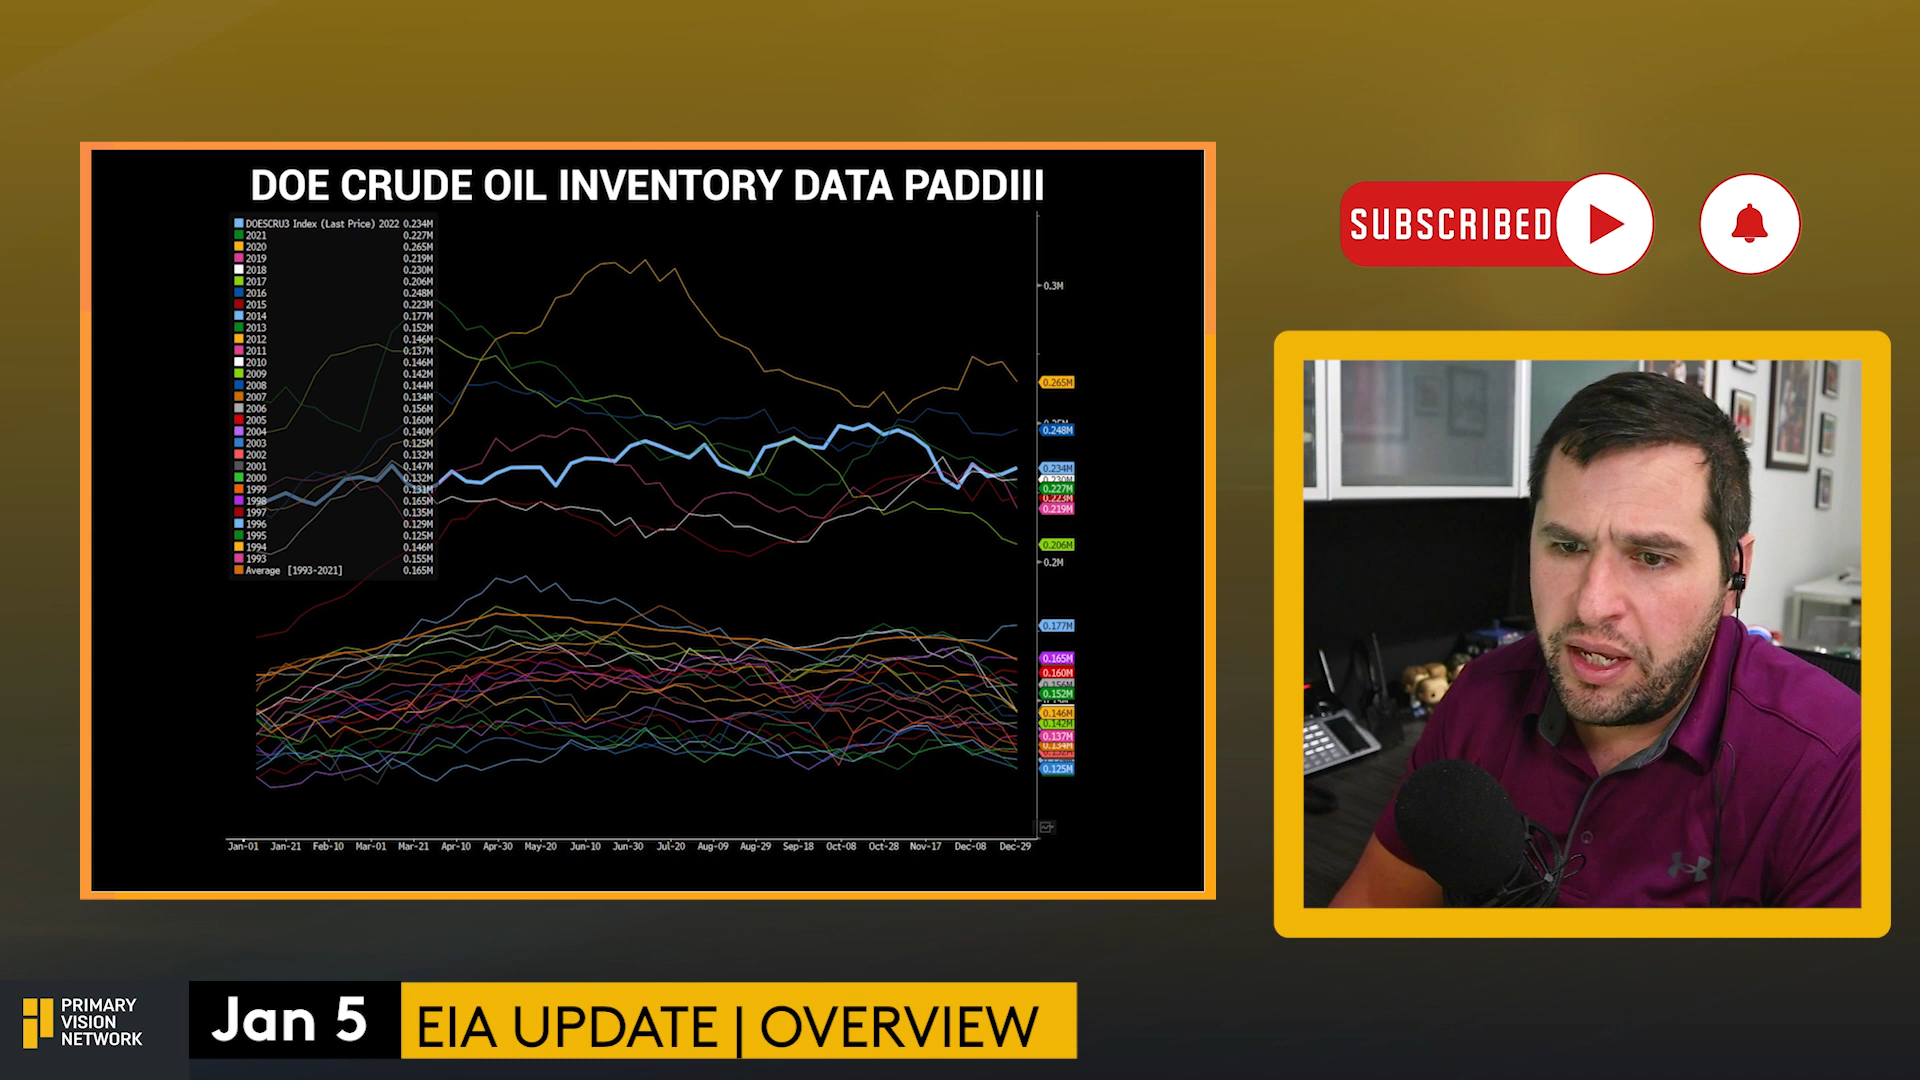 DOE CRUDE OIL INVENTORY DATA PADDIII
DOESCRU3 Index (Last Price) 2022 0.234M
2021 0.227M
2020 0.265M
2019 0.219M
2018 0.230M
2017 0.206M
2016 0.248M
2015 0.223M
2014 0.177M
2013 0.152M
2012 0.146M
2011 0.137M
2010 0.146M
2009 0.142M
2008 0.144M
2007 0.134M
2006 0.156M
2005 0.160M
2004 0.140M
2003 0.125M
2002 0.132M
2001 0.147M
2000 0.132M
1999 0.131M
1998 0.165M
1997 0.135M
1996 0.129M
1995 0.125M
1994 0.146M
1993 0.155M
Average [1993-2021] 0.165M
0.3M
0.265M
0.248M
0.234M
0.230M
0.227M
0.223M
0.219M
0.206M
0.2M
0.177M
0.165M
0.160M
0.156M
0.152M
0.146M
0.142M
0.137M
0.134M
0.125M
Jan-01 Jan-21 Feb-10 Mar-01 Mar-21 Apr-10 Apr-30 May-20 Jun-10 Jun-30 Jul-20 Aug-09 Aug-29 Sep-18 Oct-08 Oct-28 Nov-17 Dec-08 Dec-29
SUBSCRIBED
PRIMARY
VISION
NETWORK
Jan 5
EIA UPDATE | OVERVIEW